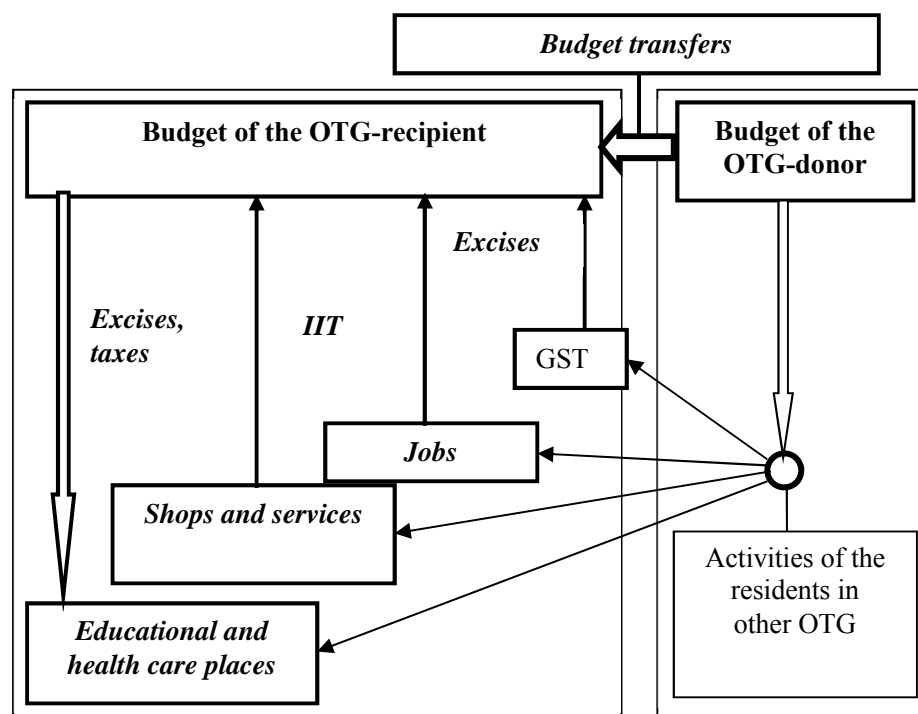 Budget transfers
Budget of the OTG-recipient
Budget of the
OTG-donor
Excises
Excises,
taxes
IIT
GST
Jobs
Shops and services
Activities of the
residents in
other OTG
Educational and
health care places